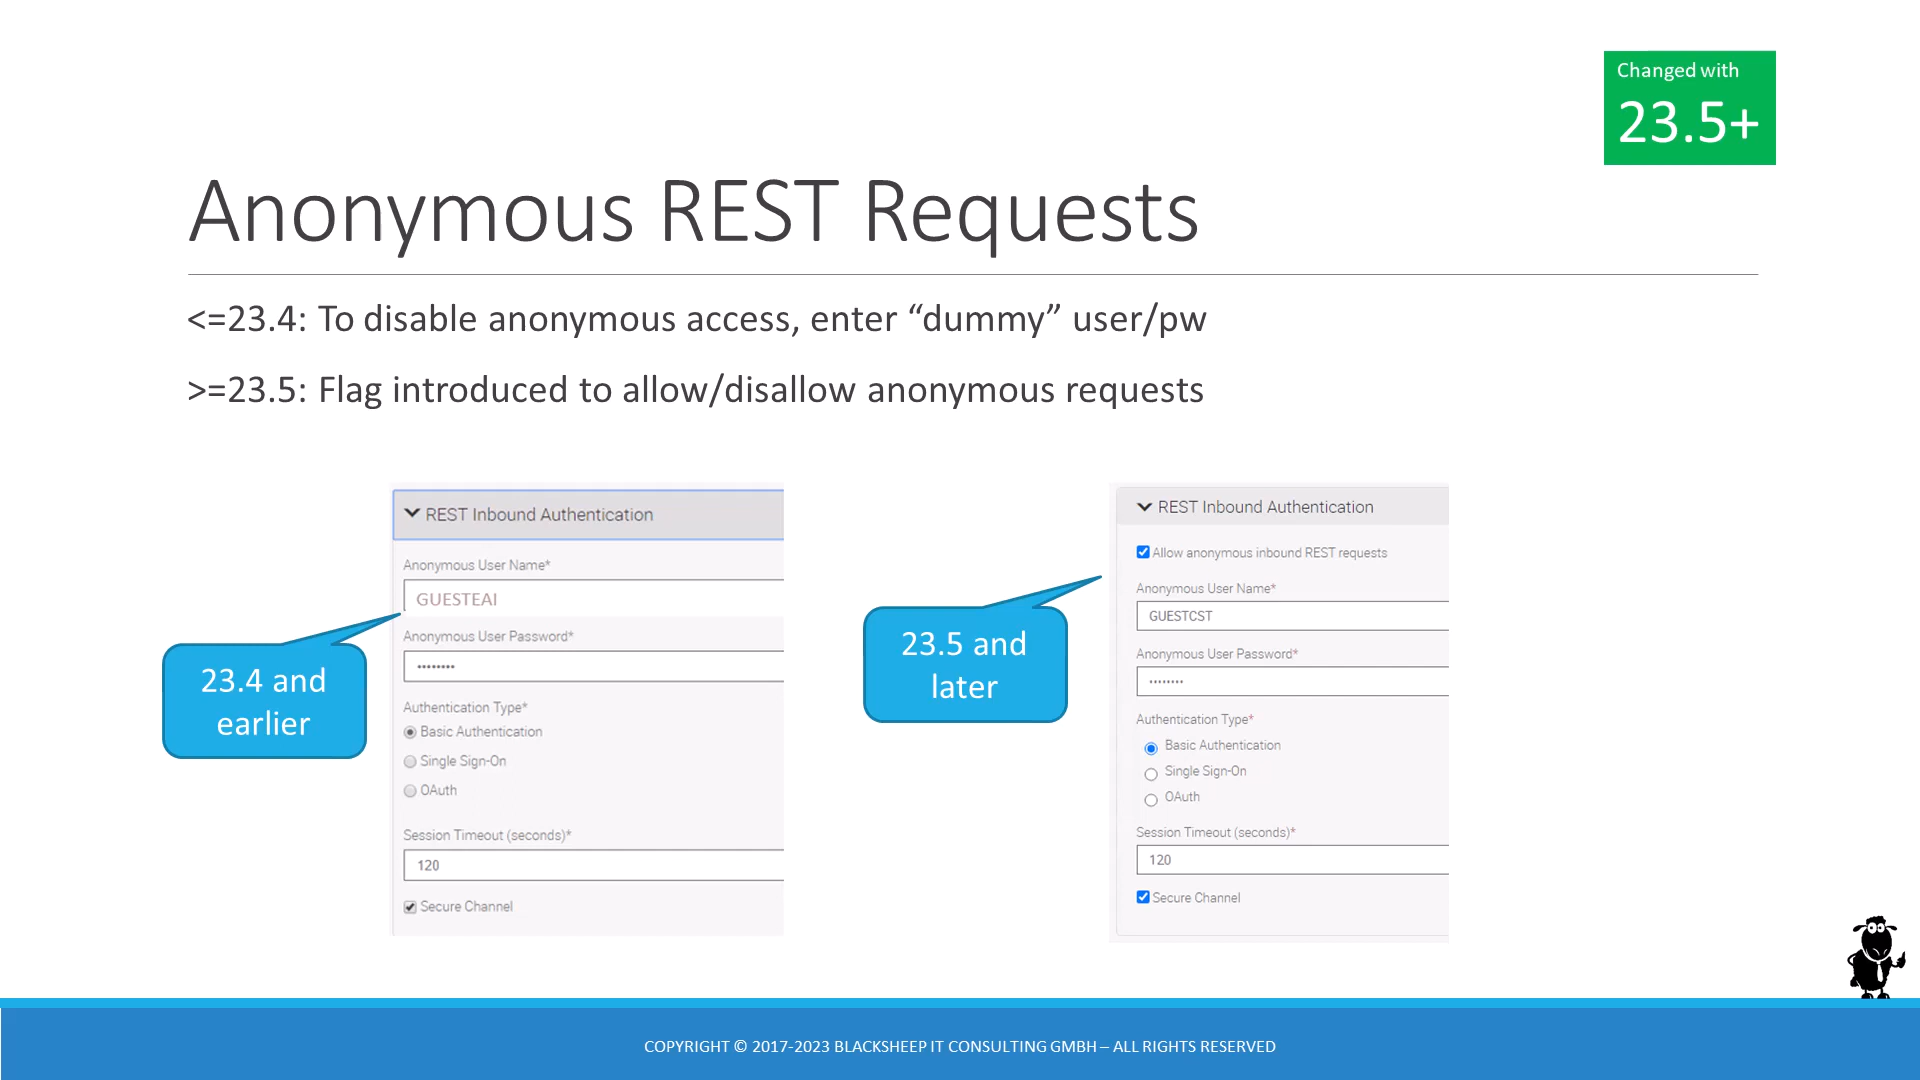 Changed with
23.5+
Anonymous REST Requests
<=23.4: To disable anonymous access, enter “dummy” user/pw
>=23.5: Flag introduced to allow/disallow anonymous requests
REST Inbound Authentication
Anonymous User Name*
GUESTEAI
Anonymous User Password*
••••••••
Authentication Type*
Basic Authentication
Single Sign-On
OAuth
Session Timeout (seconds)*
120
Secure Channel
23.4 and
earlier
REST Inbound Authentication
Allow anonymous inbound REST requests
Anonymous User Name*
GUESTCST
Anonymous User Password*
••••••••
Authentication Type*
Basic Authentication
Single Sign-On
OAuth
Session Timeout (seconds)*
120
Secure Channel
23.5 and
later
COPYRIGHT © 2017-2023 BLACKSHEEP IT CONSULTING GMBH – ALL RIGHTS RESERVED